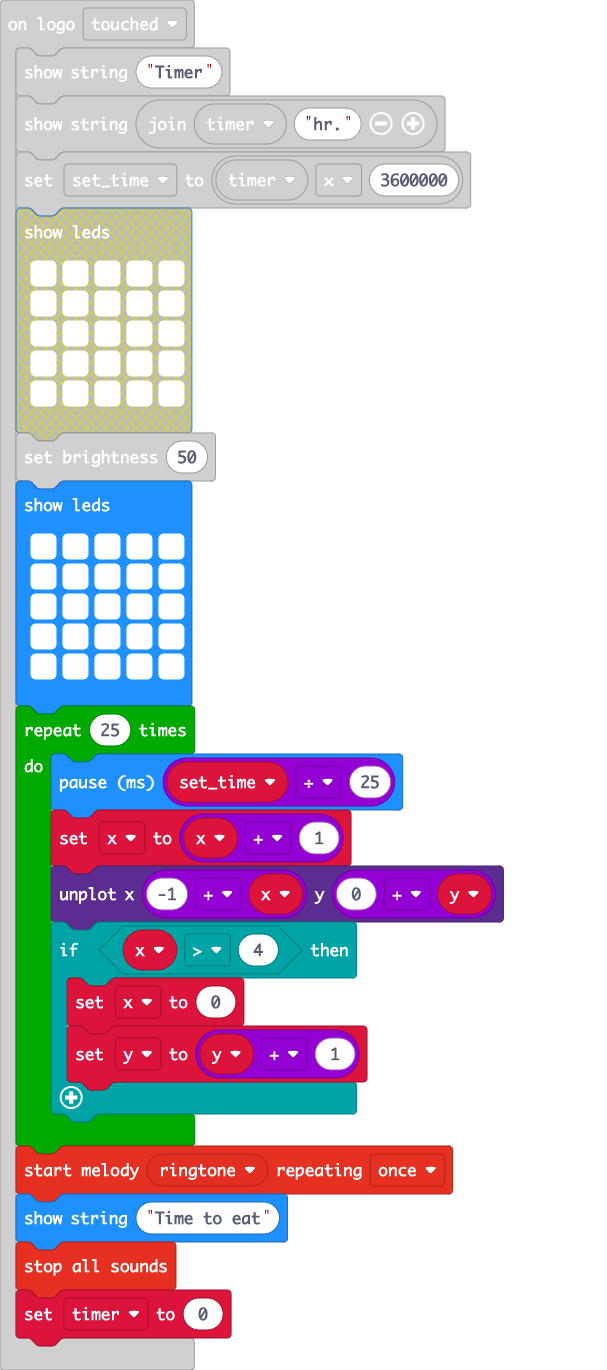 on logo touched
show string "Timer"
show string join timer "hr."
set set_time to timer x 3600000
show leds
set brightness 50
show leds
repeat 25 times
do
pause (ms) set_time ÷ 25
set x to x + 1
unplot x -1 + x y 0 + y
if x > 4 then
set x to 0
set y to y + 1
start melody ringtone repeating once
show string "Time to eat"
stop all sounds
set timer to 0